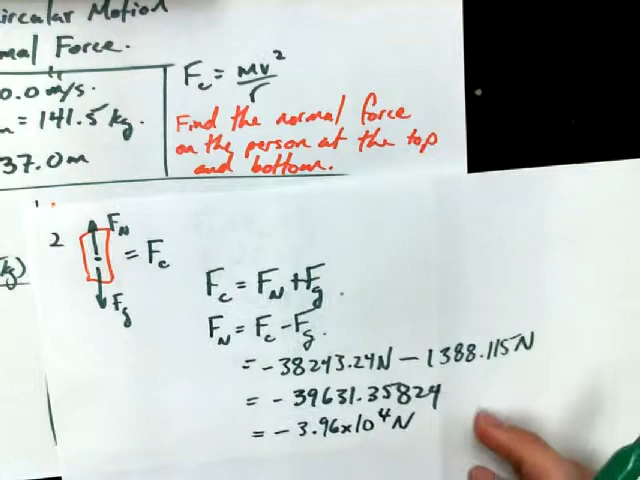 ircular Motion
mal Force.
0.0 m/s.
m = 141.5 kg.
37.0 m
Fc = mv²/r
Find the normal force
on the person at the top
and bottom.
kg)
2
FN
= Fc
Fg
Fc = FN + Fg.
FN = Fc - Fg.
= -38243.24N - 1388.115N
= -39631.35824
= -3.96x10⁴ N